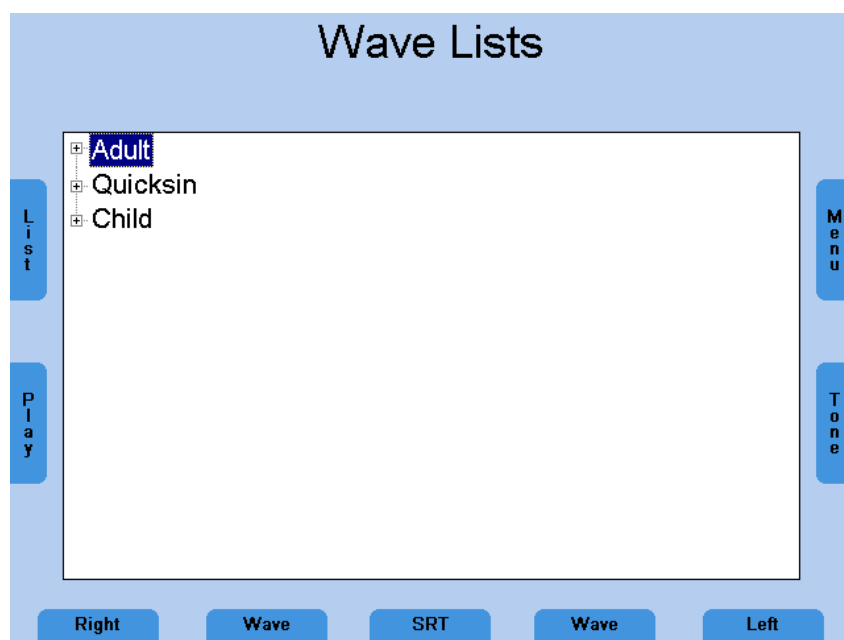 Wave Lists
Adult
Quicksin
Child
List
Menu
Play
Tone
Right
Wave
SRT
Wave
Left